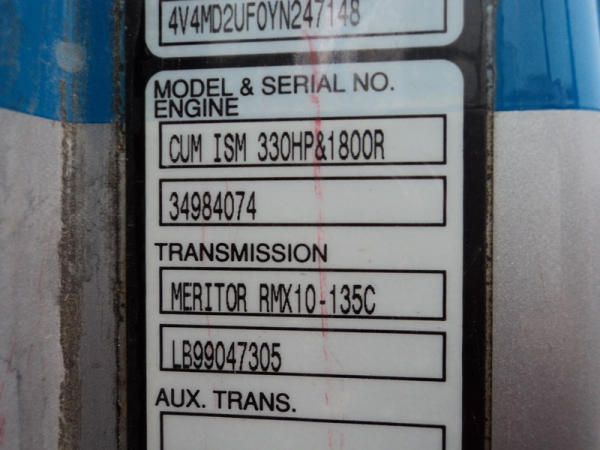 4V4MD2UF0YN247148
MODEL & SERIAL NO.
ENGINE
CUM ISM 330HP&1800R
34984074
TRANSMISSION
MERITOR RMX10-135C
LB99047305
AUX. TRANS.